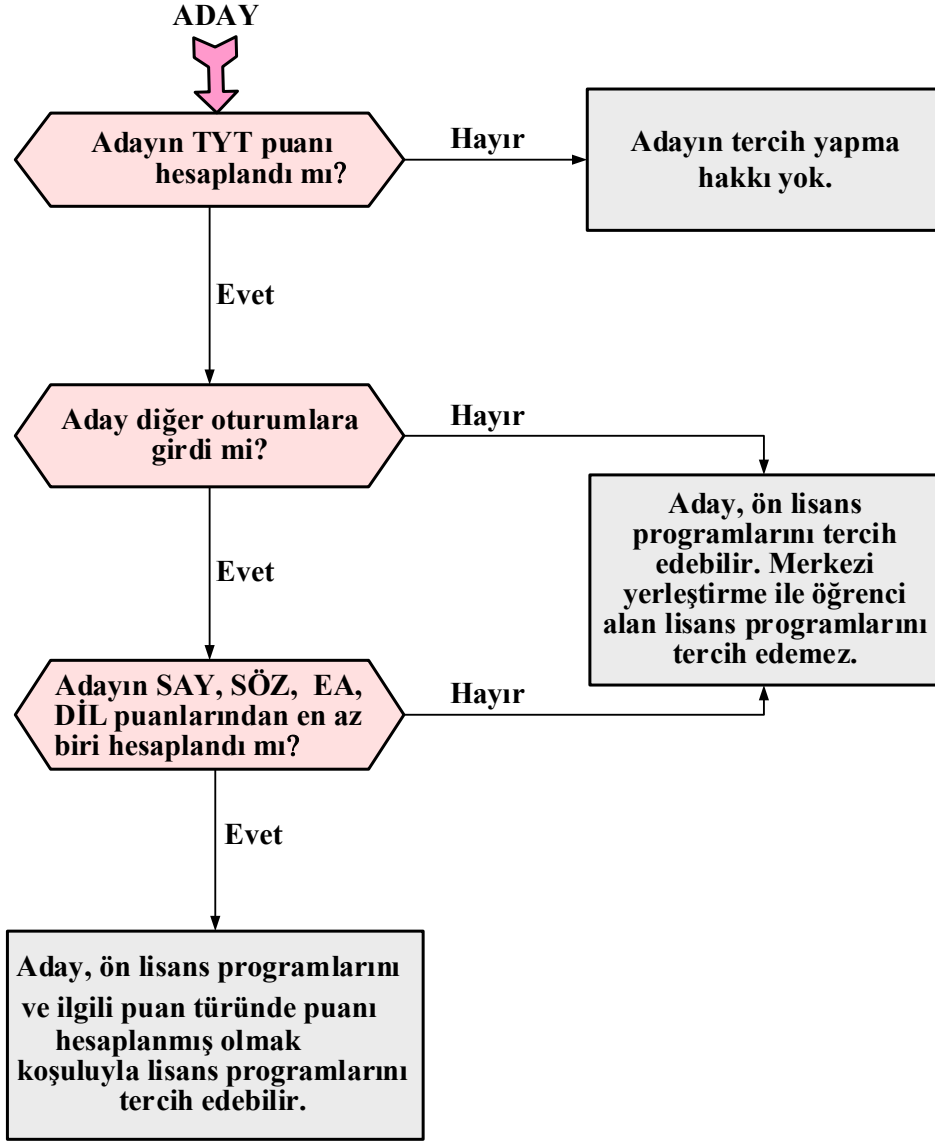 ADAY
Adayın TYT puanı
hesaplandı mı?
Hayır
Adayın tercih yapma
hakkı yok.
Evet
Aday diğer oturumlara
girdi mi?
Hayır
Aday, ön lisans
programlarını tercih
edebilir. Merkezi
yerleştirme ile öğrenci
alan lisans programlarını
tercih edemez.
Evet
Adayın SAY, SÖZ, EA,
DİL puanlarından en az
biri hesaplandı mı?
Hayır
Evet
Aday, ön lisans programlarını
ve ilgili puan türünde puanı
hesaplanmış olmak
koşuluyla lisans programlarını
tercih edebilir.